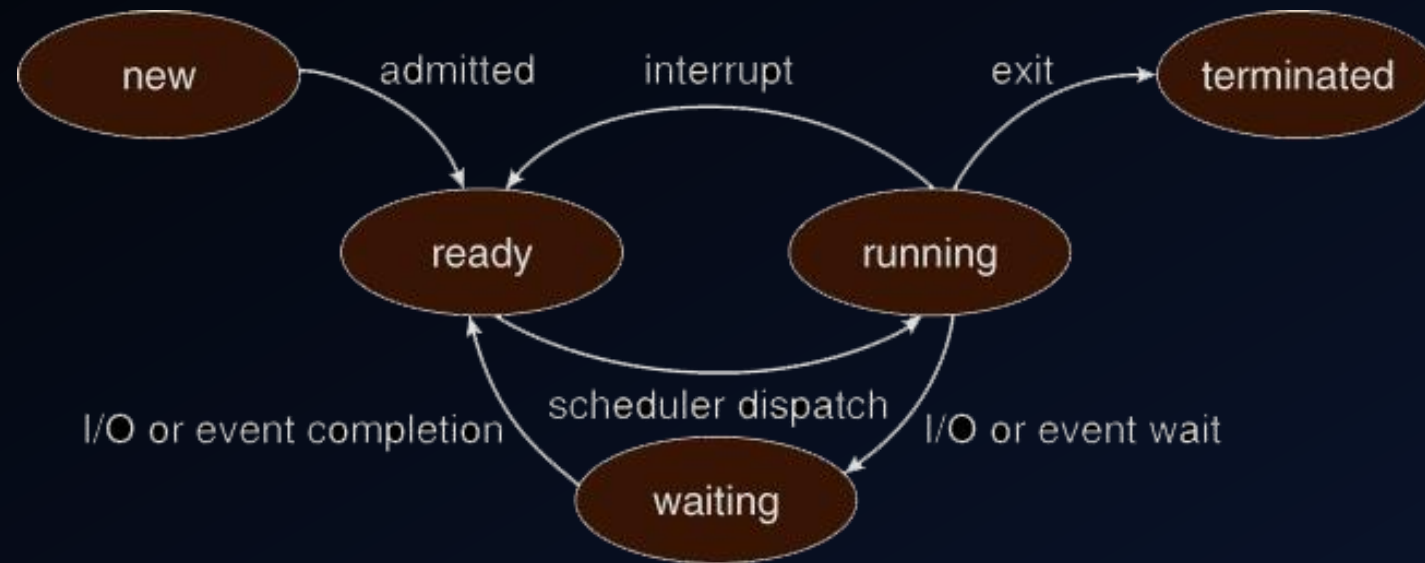 new
admitted
interrupt
exit
terminated
ready
running
scheduler dispatch
I/O or event completion
I/O or event wait
waiting